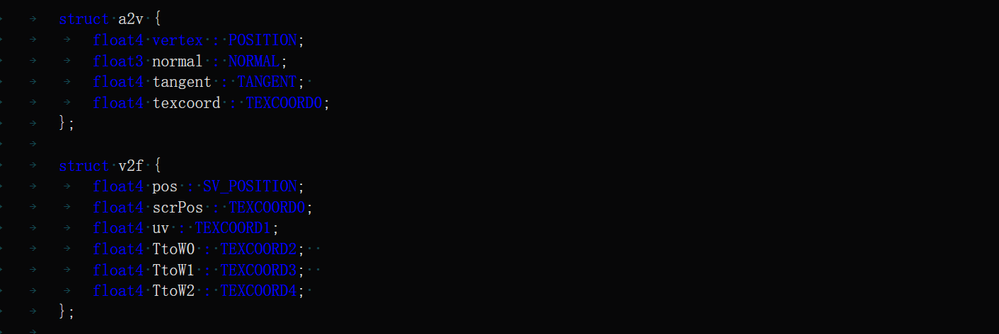 struct a2v {
float4 vertex : POSITION;
float3 normal : NORMAL;
float4 tangent : TANGENT;
float4 texcoord : TEXCOORD0;
};
struct v2f {
float4 pos : SV_POSITION;
float4 scrPos : TEXCOORD0;
float4 uv : TEXCOORD1;
float4 TtoW0 : TEXCOORD2;
float4 TtoW1 : TEXCOORD3;
float4 TtoW2 : TEXCOORD4;
};